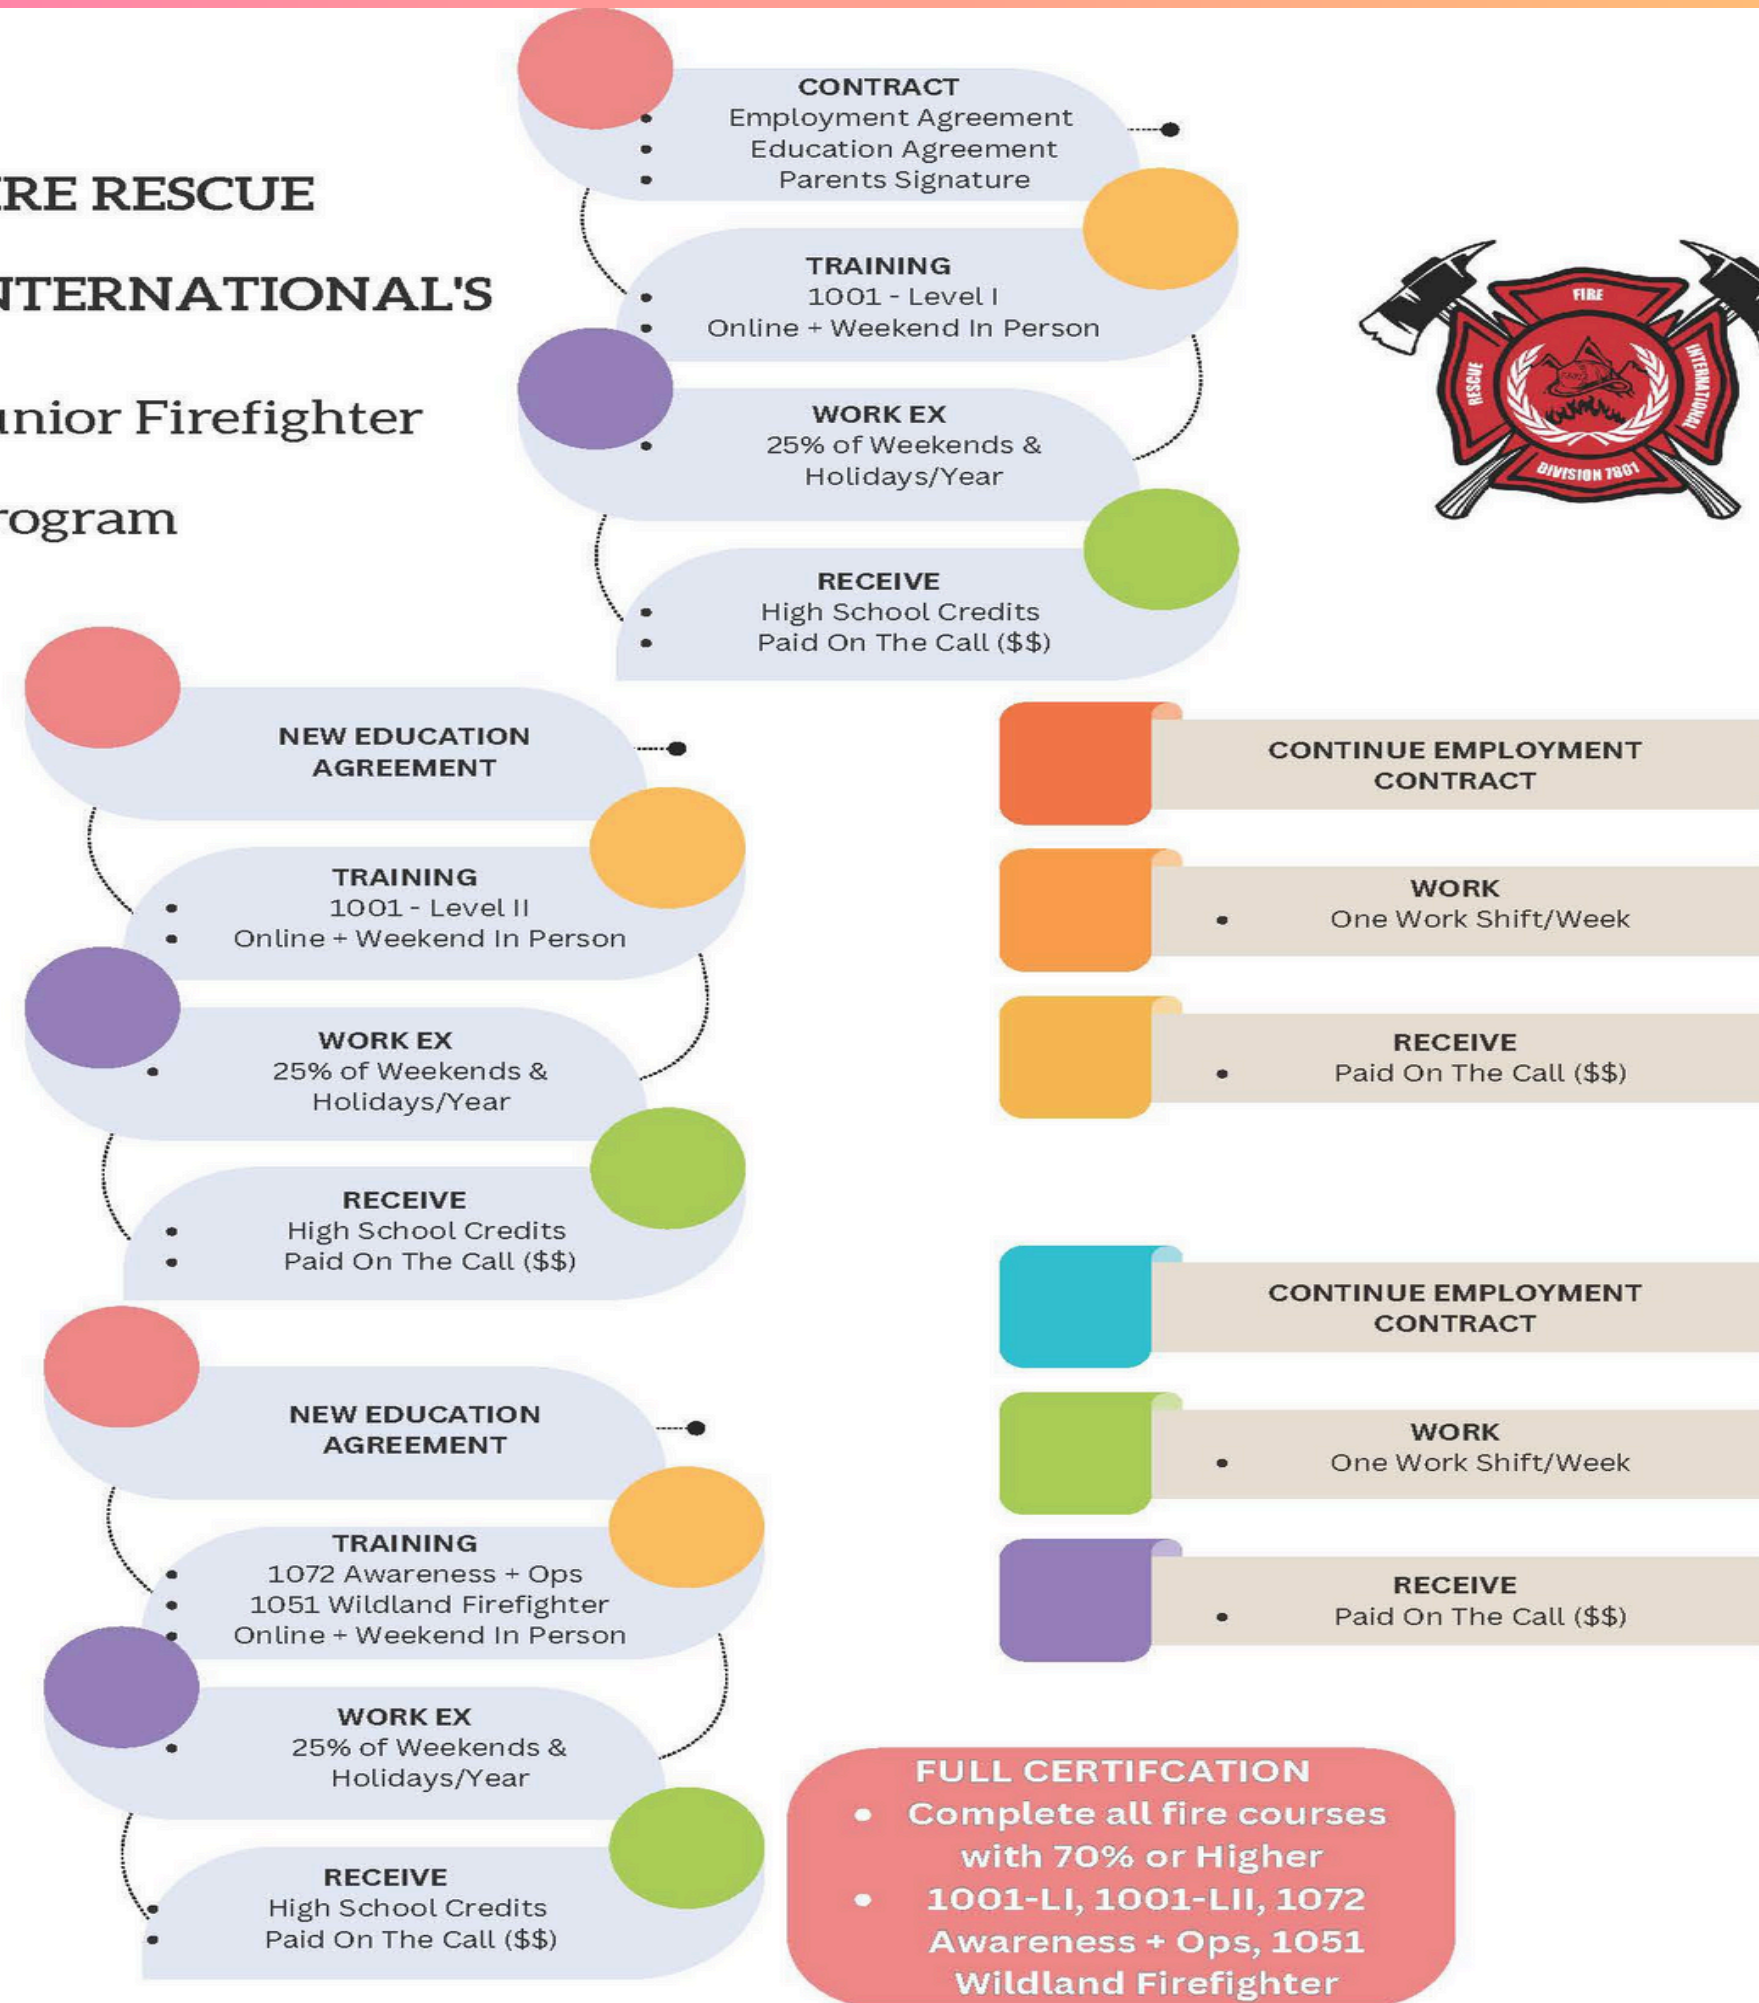 IRE RESCUE
NTERNATIONAL'S
unior Firefighter
rogram
CONTRACT
• Employment Agreement
• Education Agreement
• Parents Signature
TRAINING
• 1001 - Level I
• Online + Weekend In Person
WORK EX
• 25% of Weekends &
Holidays/Year
RECEIVE
• High School Credits
• Paid On The Call ($$)
FIRE
RESCUE
INTERNATIONAL
DIVISION 7801
NEW EDUCATION
AGREEMENT
TRAINING
• 1001 - Level II
• Online + Weekend In Person
WORK EX
• 25% of Weekends &
Holidays/Year
RECEIVE
• High School Credits
• Paid On The Call ($$)
CONTINUE EMPLOYMENT
CONTRACT
WORK
• One Work Shift/Week
RECEIVE
• Paid On The Call ($$)
NEW EDUCATION
AGREEMENT
TRAINING
• 1072 Awareness + Ops
• 1051 Wildland Firefighter
• Online + Weekend In Person
WORK EX
• 25% of Weekends &
Holidays/Year
RECEIVE
• High School Credits
• Paid On The Call ($$)
CONTINUE EMPLOYMENT
CONTRACT
WORK
• One Work Shift/Week
RECEIVE
• Paid On The Call ($$)
FULL CERTIFCATION
• Complete all fire courses
with 70% or Higher
• 1001-LI, 1001-LII, 1072
Awareness + Ops, 1051
Wildland Firefighter